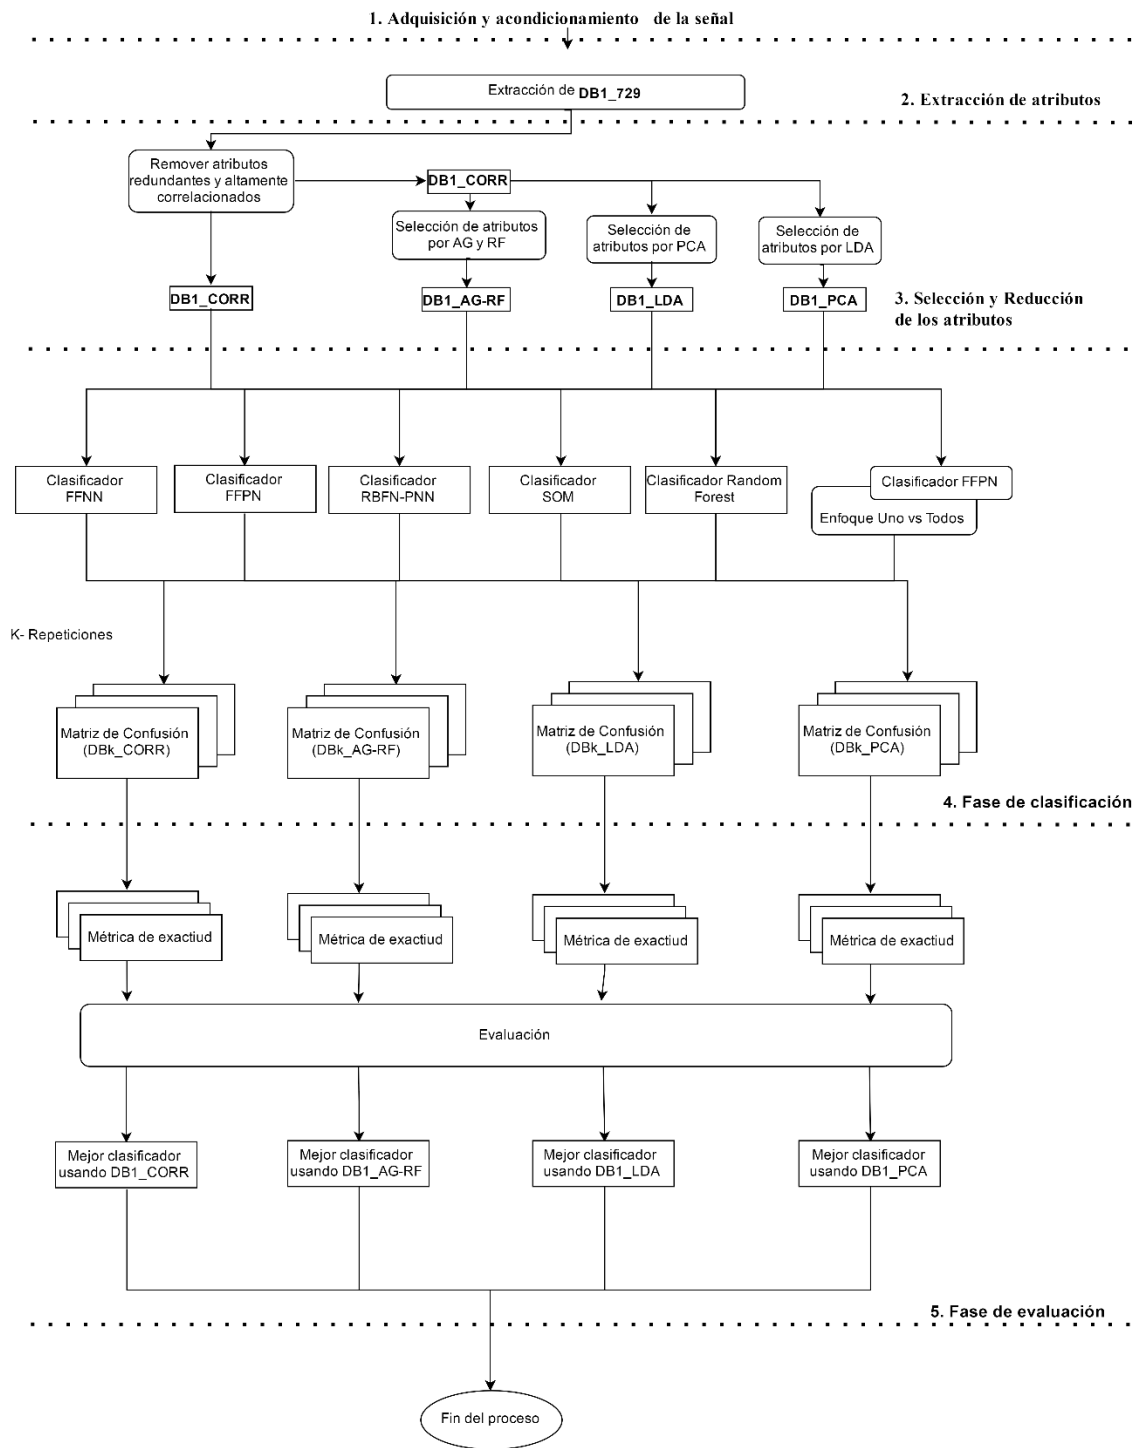 1. Adquisición y acondicionamiento de la señal
Extracción de DB1_729
2. Extracción de atributos
Remover atributos
redundantes y altamente
correlacionados
DB1_CORR
Selección de atributos
por AG y RF
Selección de
atributos por PCA
Selección de
atributos por LDA
DB1_CORR
DB1_AG-RF
DB1_LDA
DB1_PCA
3. Selección y Reducción
de los atributos
Clasificador
FFNN
Clasificador
FFPN
Clasificador
RBFN-PNN
Clasificador
SOM
Clasificador Random
Forest
Clasificador FFPN
Enfoque Uno vs Todos
K- Repeticiones
Matriz de Confusión
(DBk_CORR)
Matriz de Confusión
(DBk_AG-RF)
Matriz de Confusión
(DBk_LDA)
Matriz de Confusión
(DBk_PCA)
4. Fase de clasificación
Métrica de exactiud
Métrica de exactiud
Métrica de exactiud
Métrica de exactiud
Evaluación
Mejor clasificador
usando DB1_CORR
Mejor clasificador
usando DB1_AG-RF
Mejor clasificador
usando DB1_LDA
Mejor clasificador
usando DB1_PCA
5. Fase de evaluación
Fin del proceso